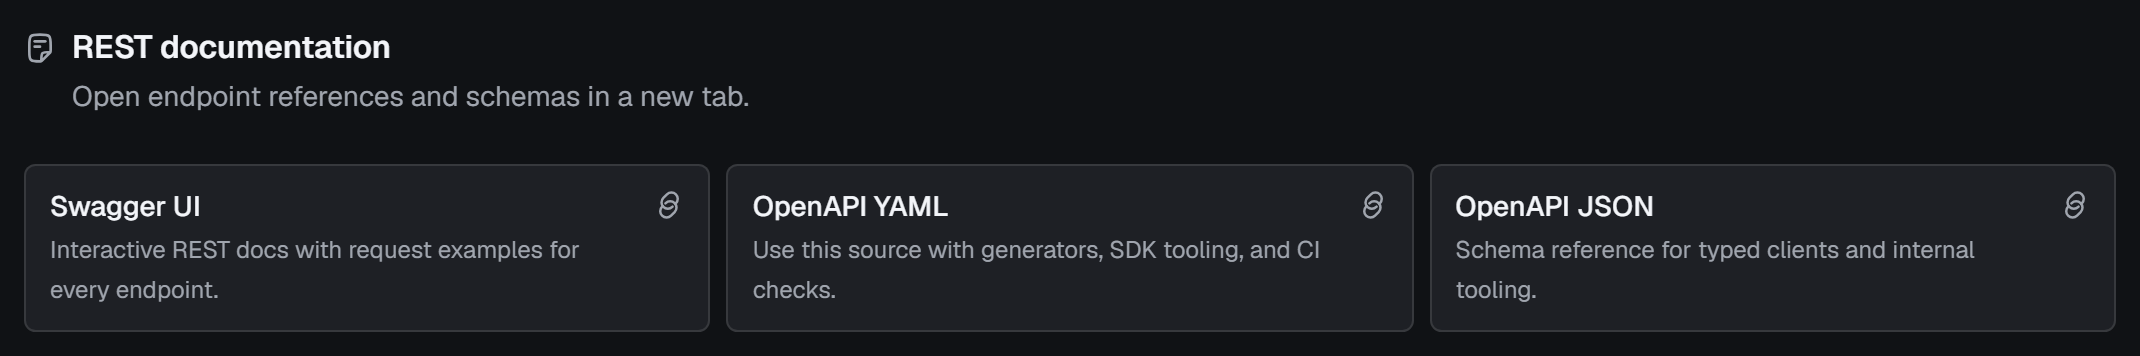 REST documentation
Open endpoint references and schemas in a new tab.
Swagger UI
Interactive REST docs with request examples for
every endpoint.
OpenAPI YAML
Use this source with generators, SDK tooling, and CI
checks.
OpenAPI JSON
Schema reference for typed clients and internal
tooling.